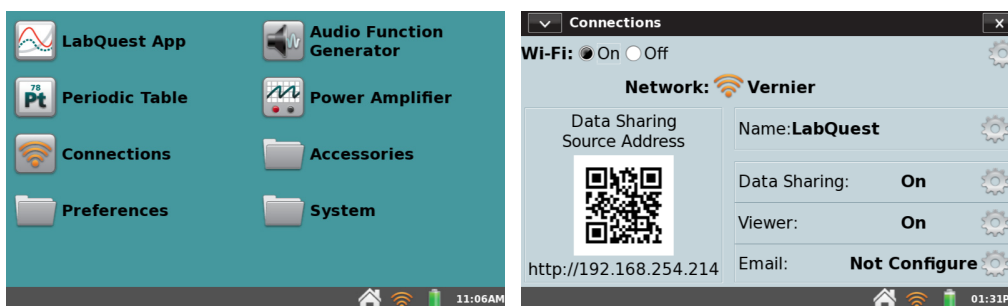 LabQuest App
Audio Function
Generator
78
Pt
Periodic Table
Power Amplifier
Connections
Accessories
Preferences
System
11:06AM
Connections
X
Wi-Fi: On Off
Network: Vernier
Data Sharing
Source Address
http://192.168.254.214
Name:LabQuest
Data Sharing: On
Viewer: On
Email: Not Configure
01:31P